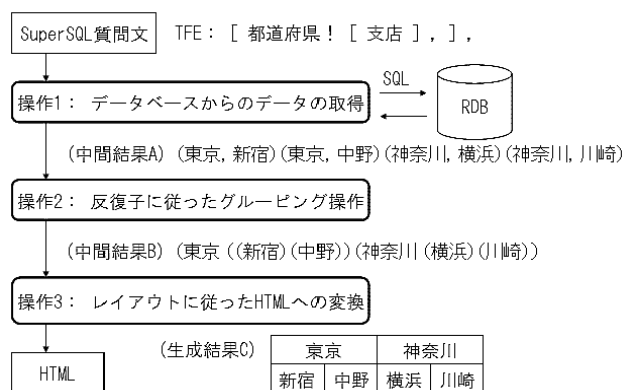 SuperSQL質問文 TFE： [ 都道府県！ [ 支店 ] , ] ,
SQL
操作1： データベースからのデータの取得
RDB
(中間結果A) (東京, 新宿) (東京, 中野) (神奈川, 横浜) (神奈川, 川崎)
操作2： 反復子に従ったグルーピング操作
(中間結果B) (東京 ((新宿) (中野)) (神奈川 (横浜) (川崎))
操作3： レイアウトに従ったHTMLへの変換
(生成結果C) 東京 神奈川
HTML 新宿 中野 横浜 川崎